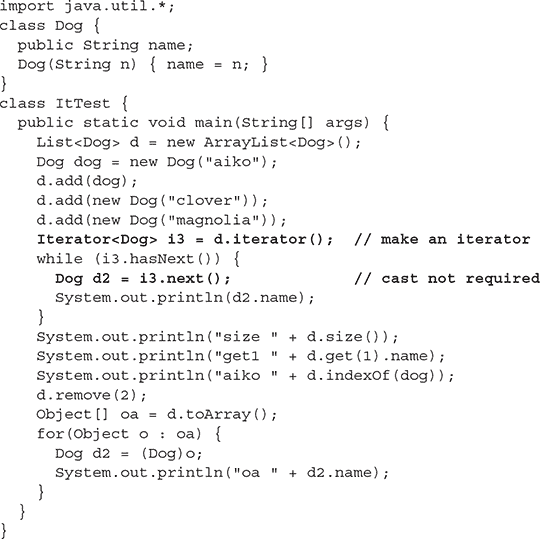 import java.util.*;
class Dog {
  public String name;
  Dog(String n) { name = n; }
}
class ItTest {
  public static void main(String[] args) {
    List<Dog> d = new ArrayList<Dog>();
    Dog dog = new Dog("aiko");
    d.add(dog);
    d.add(new Dog("clover"));
    d.add(new Dog("magnolia"));
    Iterator<Dog> i3 = d.iterator();  // make an iterator
    while (i3.hasNext()) {
      Dog d2 = i3.next();             // cast not required
      System.out.println(d2.name);
    }
    System.out.println("size " + d.size());
    System.out.println("get1 " + d.get(1).name);
    System.out.println("aiko " + d.indexOf(dog));
    d.remove(2);
    Object[] oa = d.toArray();
    for(Object o : oa) {
      Dog d2 = (Dog)o;
      System.out.println("oa " + d2.name);
    }
  }
}